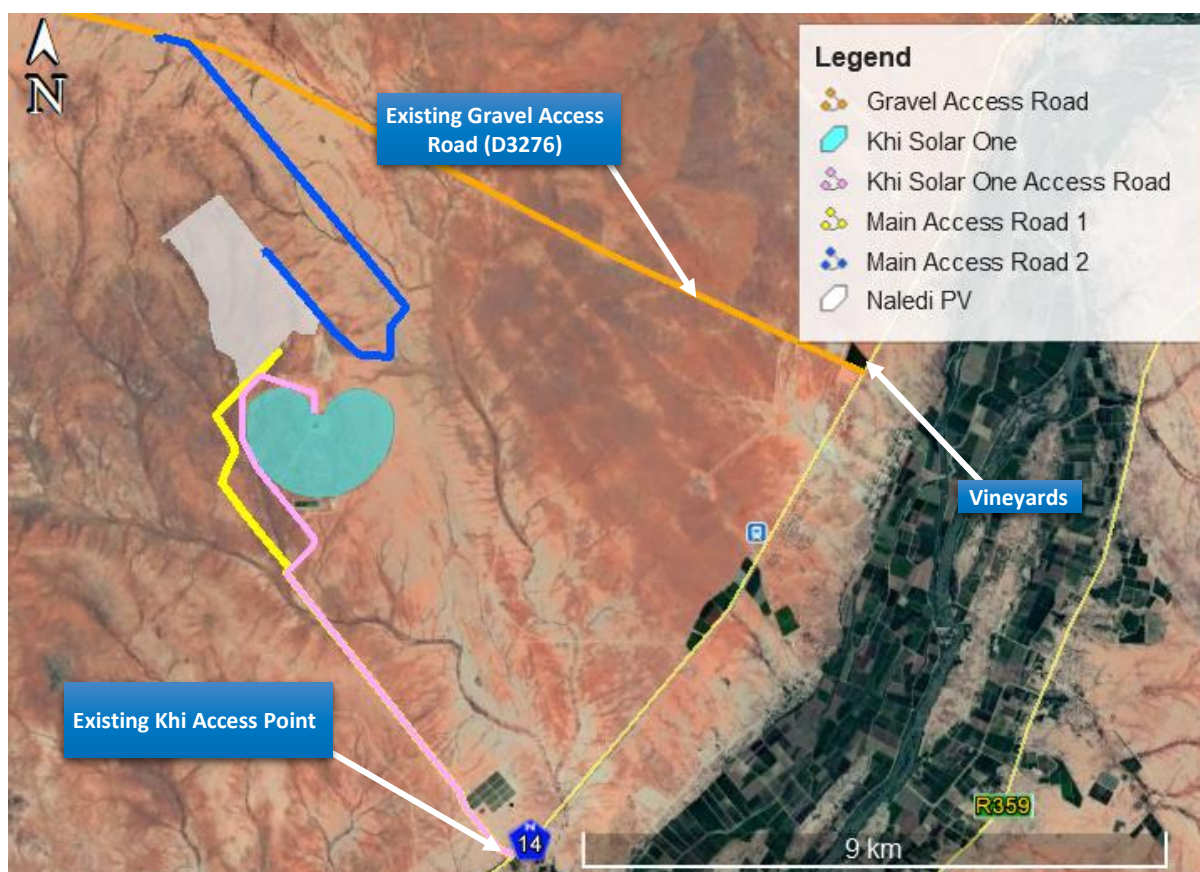 N
Existing Gravel Access
Road (D3276)
Legend
Gravel Access Road
Khi Solar One
Khi Solar One Access Road
Main Access Road 1
Main Access Road 2
Naledi PV
Vineyards
Existing Khi Access Point
N
14
R359
9 km